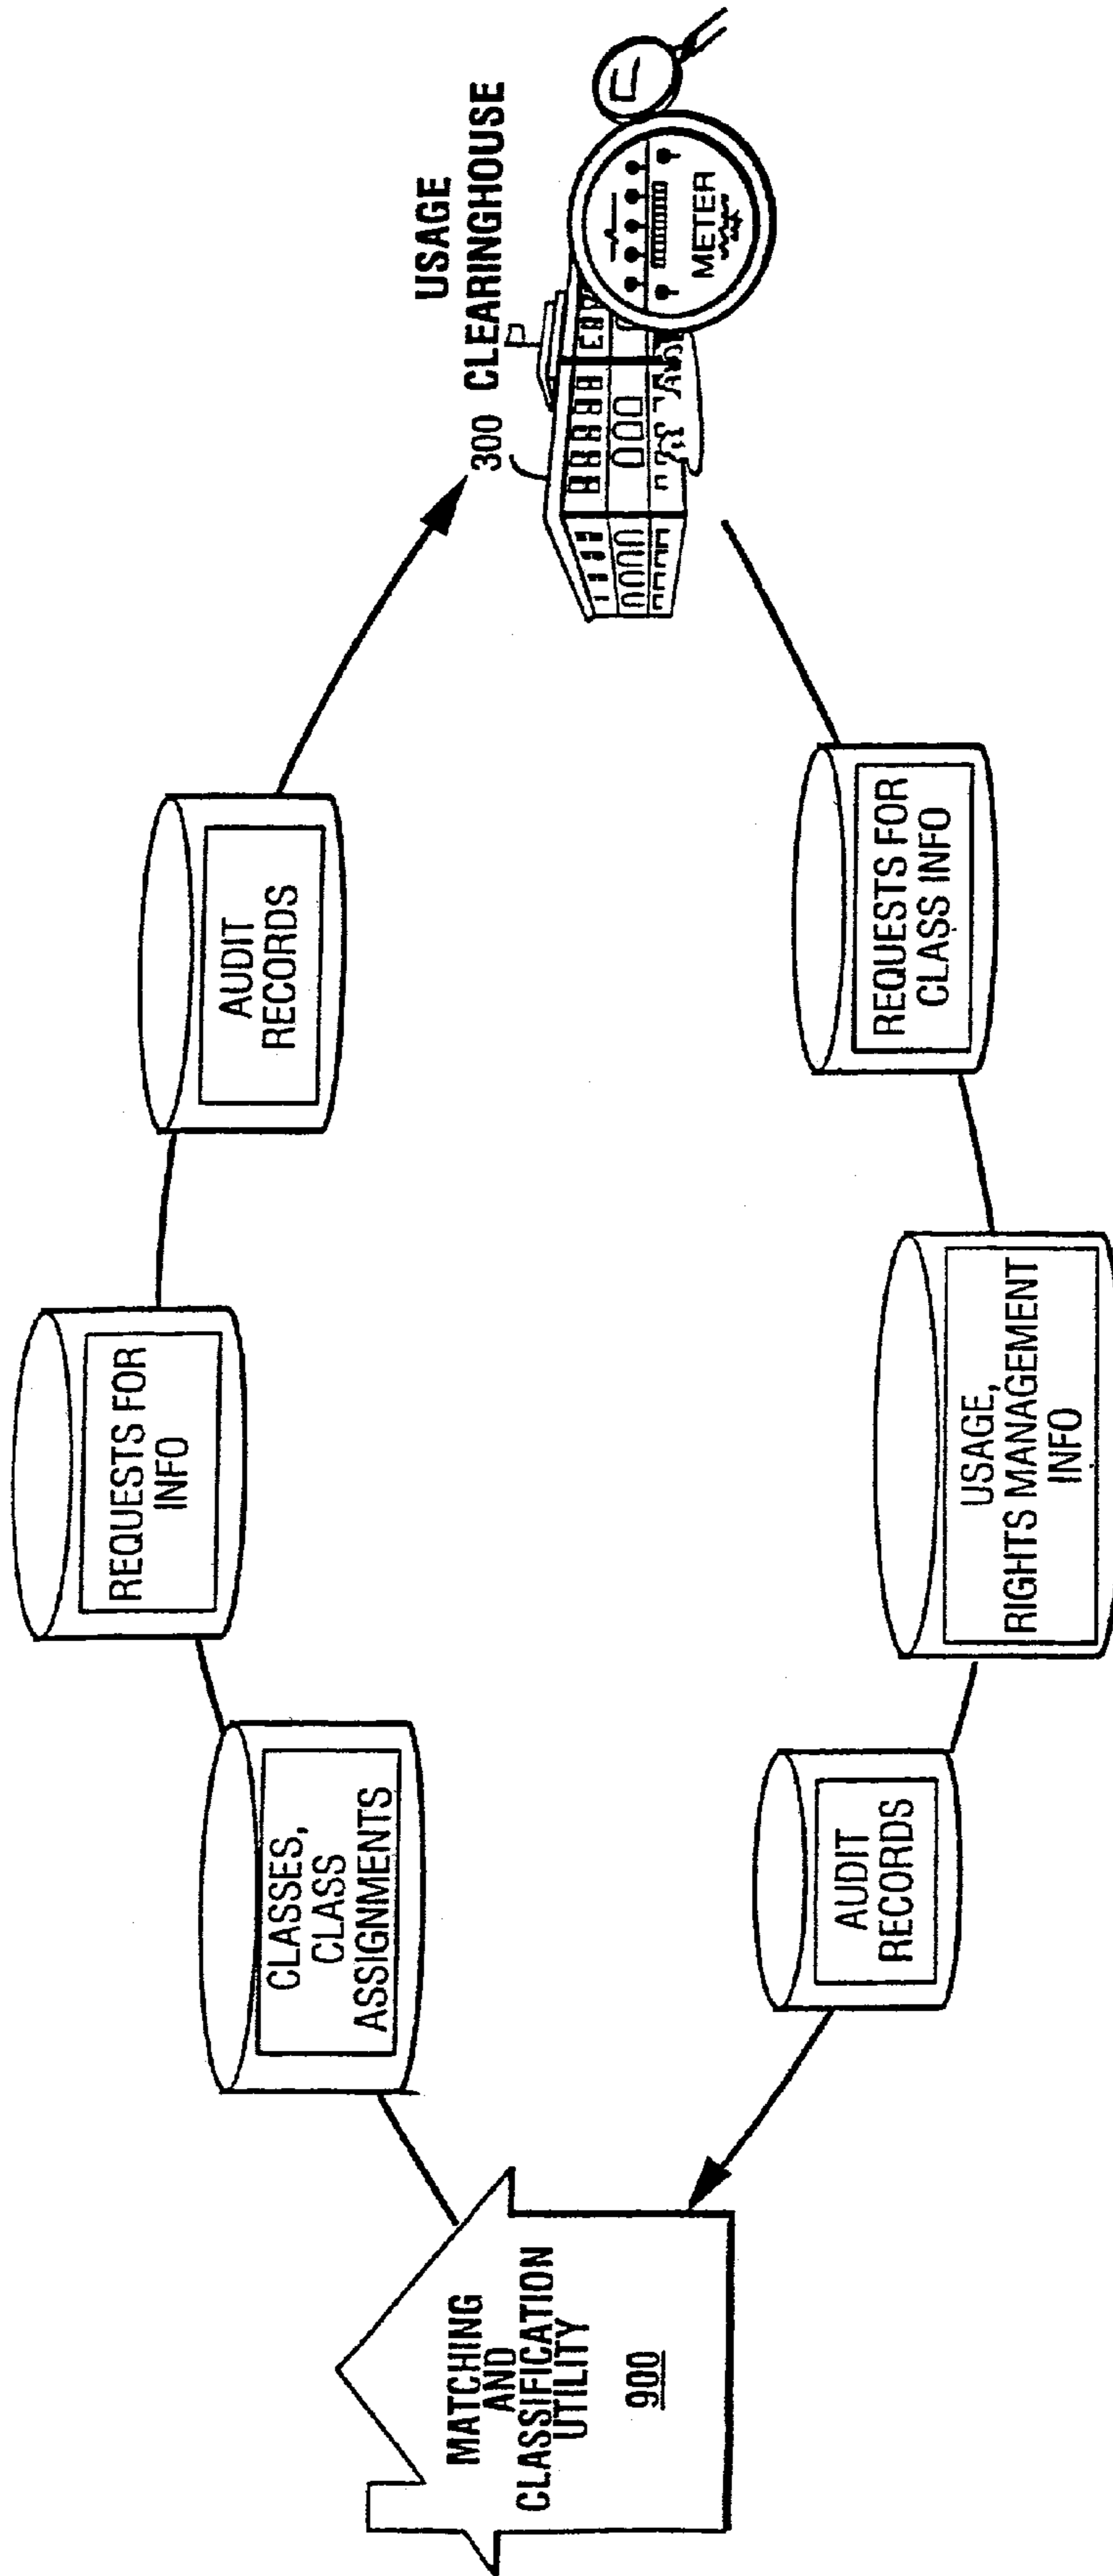 MATCHING
AND
CLASSIFICATION
UTILITY
900
CLASSES,
CLASS
ASSIGNMENTS
REQUESTS FOR
INFO
AUDIT
RECORDS
USAGE
300 CLEARINGHOUSE
METER
REQUESTS FOR
CLASS INFO
USAGE,
RIGHTS MANAGEMENT
INFO
AUDIT
RECORDS